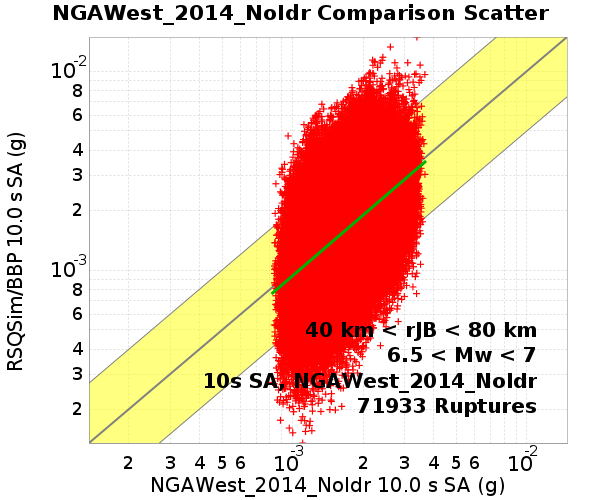 NGAWest_2014_NoIdr Comparison Scatter
RSQSim/BBP 10.0 s SA (g)
10-2
8
6
4
3
2
10-3
8
6
4
3
2
40 km < rJB < 80 km
6.5 < Mw < 7
10s SA, NGAWest_2014_NoIdr
71933 Ruptures
2 3 4 5 6 10-3 2 3 4 5 6 10-2
NGAWest_2014_NoIdr 10.0 s SA (g)